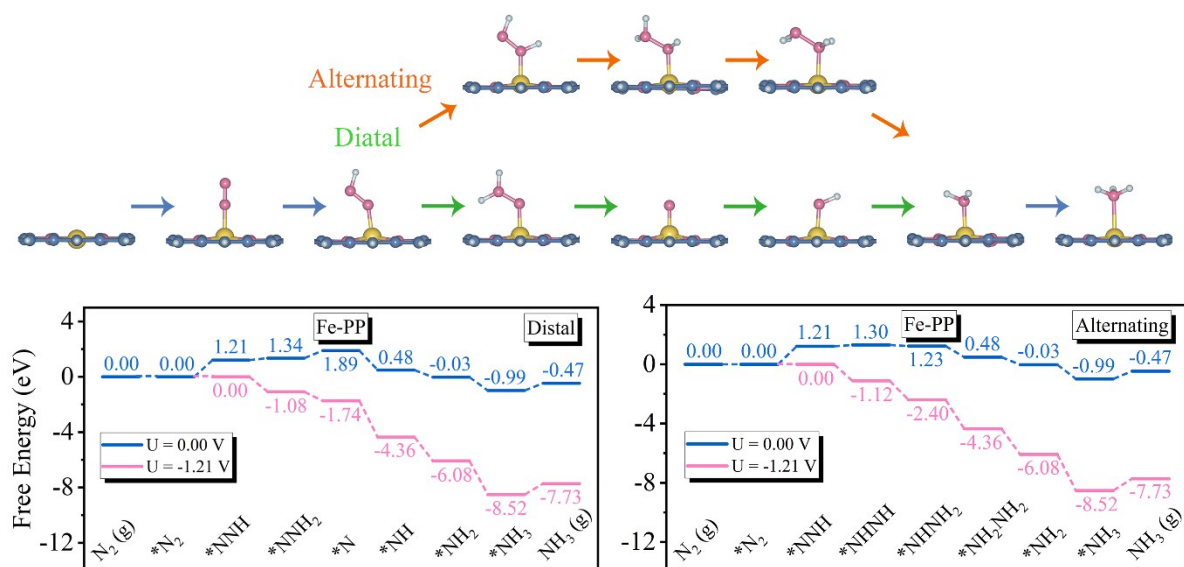 Alternating
Diatal
Free Energy (eV)
4
0
-4
-8
-12
Fe-PP
Distal
0.00
0.00
1.21
1.34
1.89
0.48
-0.03
-0.99
-0.47
0.00
-1.08
-1.74
-4.36
-6.08
-8.52
-7.73
U = 0.00 V
U = -1.21 V
N₂ (g)
*N₂
*NNH
*NNH₂
*N
*NH
*NH₂
*NH₃
NH₃ (g)
4
0
-4
-8
-12
Fe-PP
Alternating
0.00
0.00
1.21
1.30
1.23
0.48
-0.03
-0.99
-0.47
0.00
-1.12
-2.40
-4.36
-6.08
-8.52
-7.73
U = 0.00 V
U = -1.21 V
N₂ (g)
*N₂
*NNH
*NHNH
*NHNH₂
*NH₂NH₂
*NH₂
*NH₃
NH₃ (g)